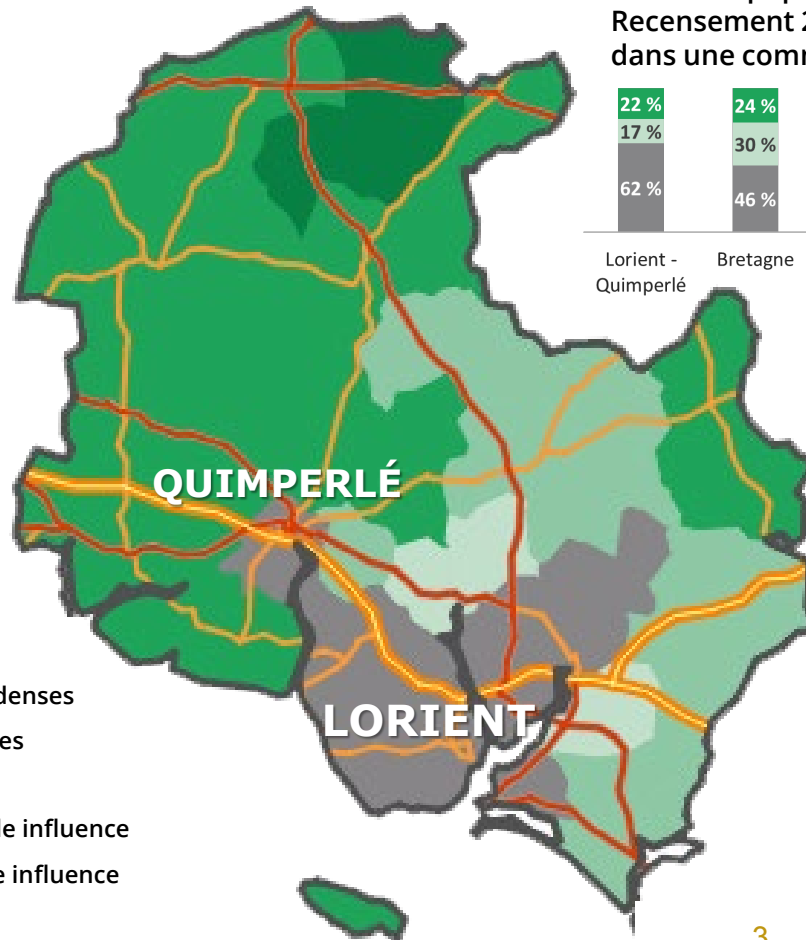 Recensement 2
dans une comm
22 %
17 %
62 %
24 %
30 %
46 %
Lorient -
Quimperlé
Bretagne
QUIMPERLÉ
LORIENT
denses
es
le influence
e influence
3